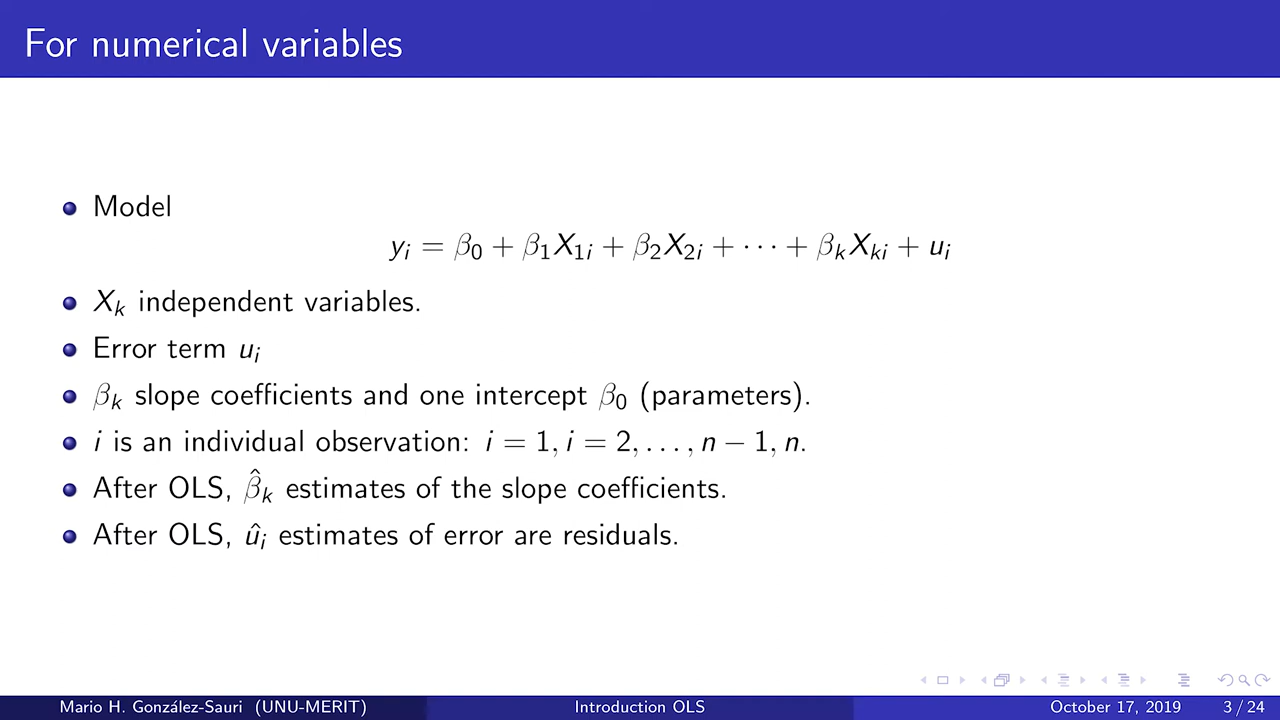 For numerical variables
Model
yᵢ = β₀ + β₁X₁ᵢ + β₂X₂ᵢ + ··· + βₖXₖᵢ + uᵢ
Xₖ independent variables.
Error term uᵢ
βₖ slope coefficients and one intercept β₀ (parameters).
i is an individual observation: i = 1, i = 2, . . . , n − 1, n.
After OLS, β̂ₖ estimates of the slope coefficients.
After OLS, ûᵢ estimates of error are residuals.
Mario H. González-Sauri (UNU-MERIT) Introduction OLS October 17, 2019 3 / 24